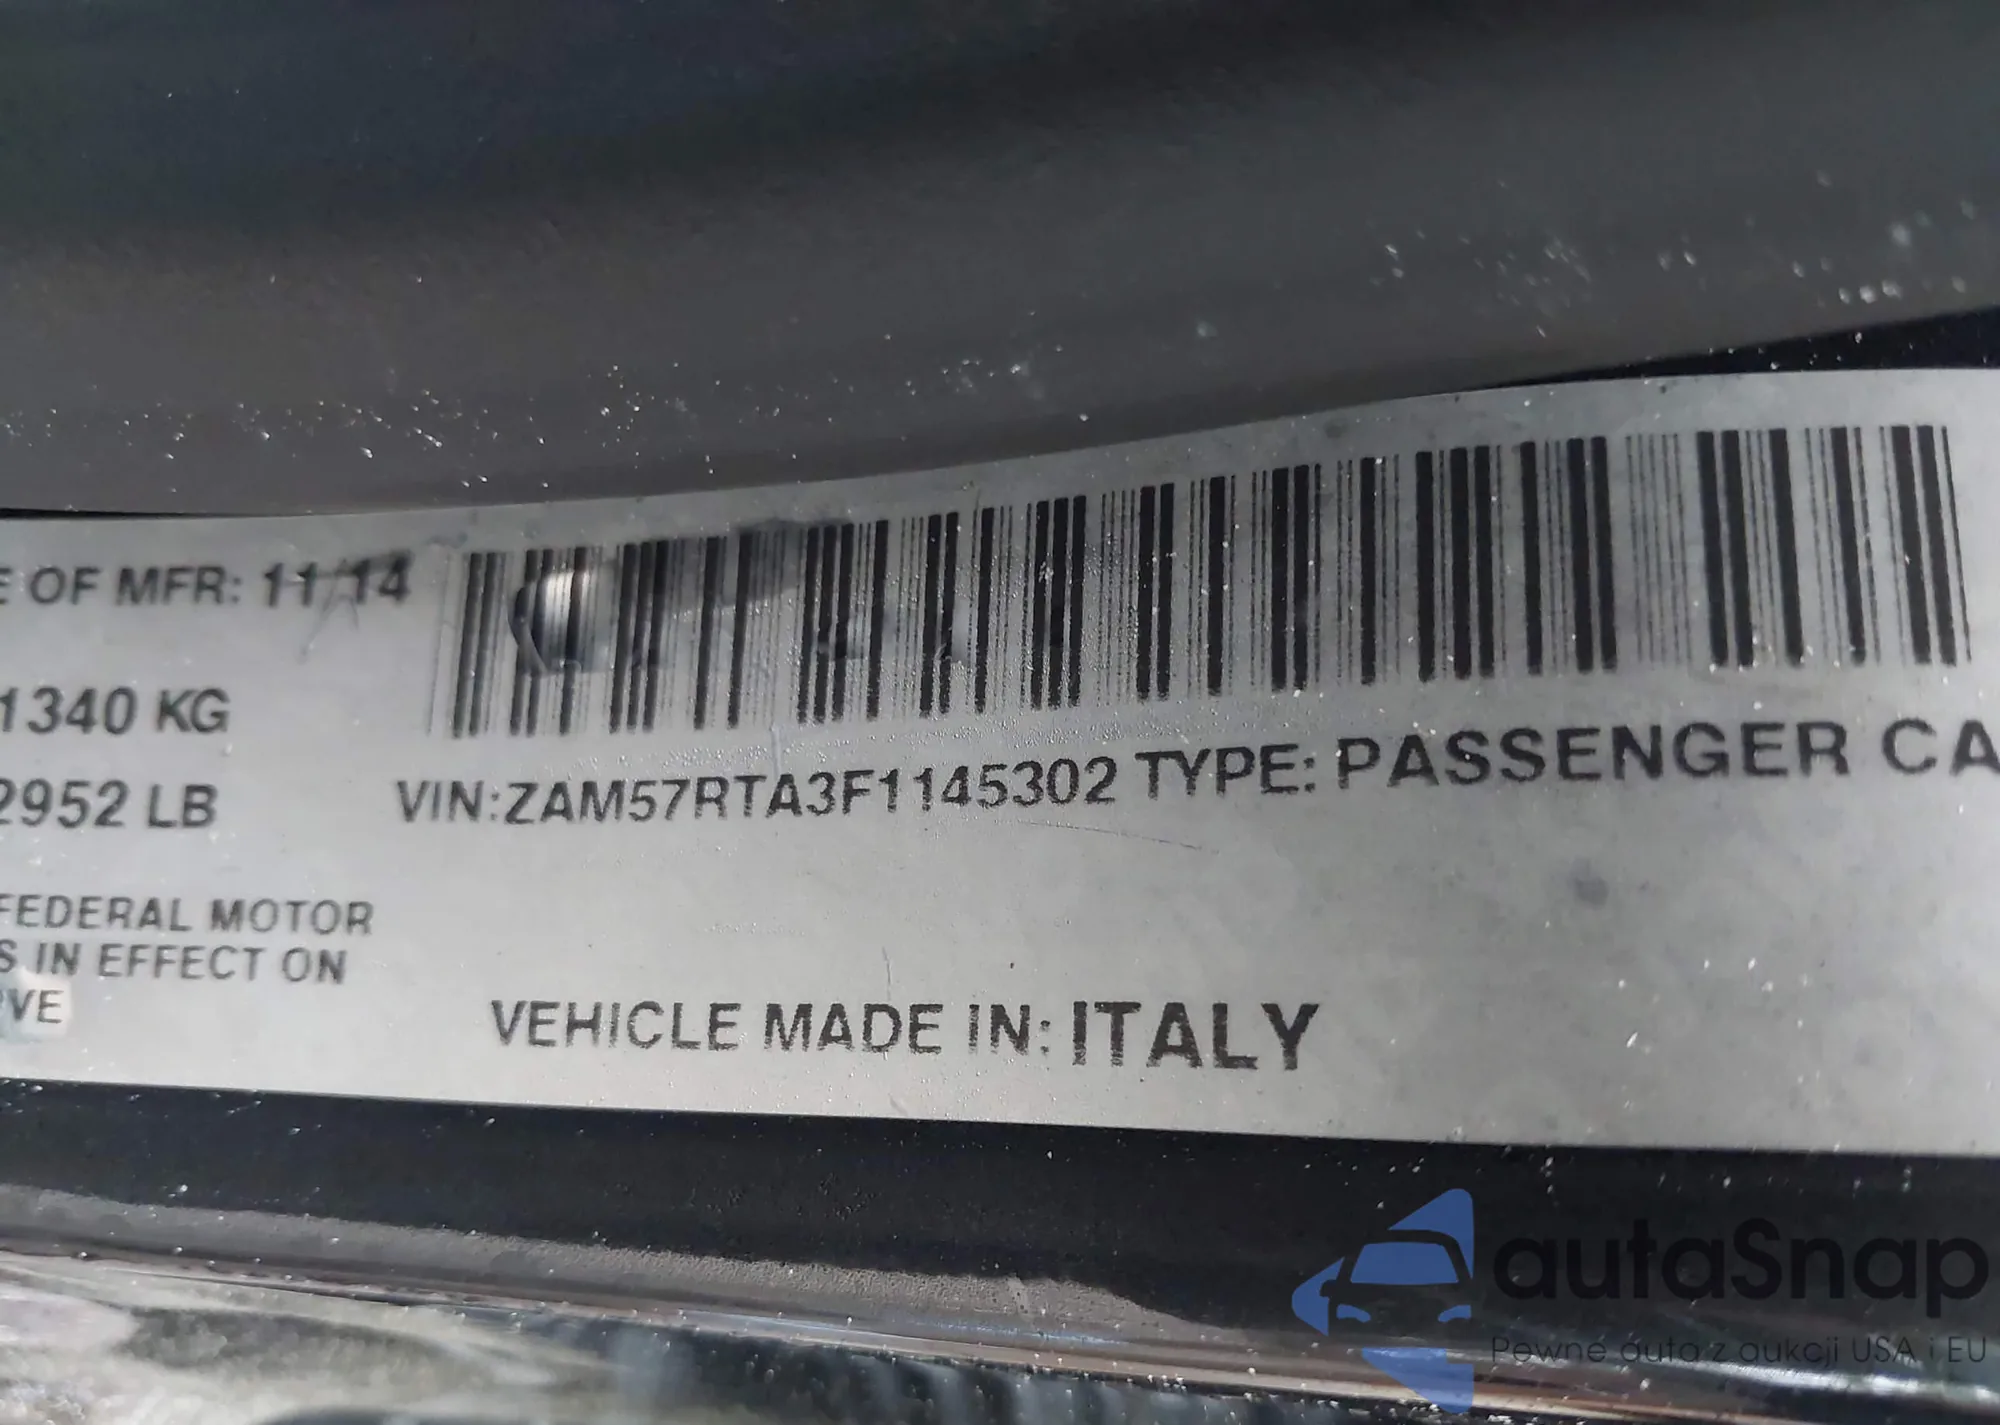 E OF MFR: 11/14
1340 KG
2952 LB
VIN:ZAM57RTA3F1145302 TYPE: PASSENGER CA
FEDERAL MOTOR
S IN EFFECT ON
VE
VEHICLE MADE IN: ITALY
autaSnap
Pewne auta z aukcji USA i EU